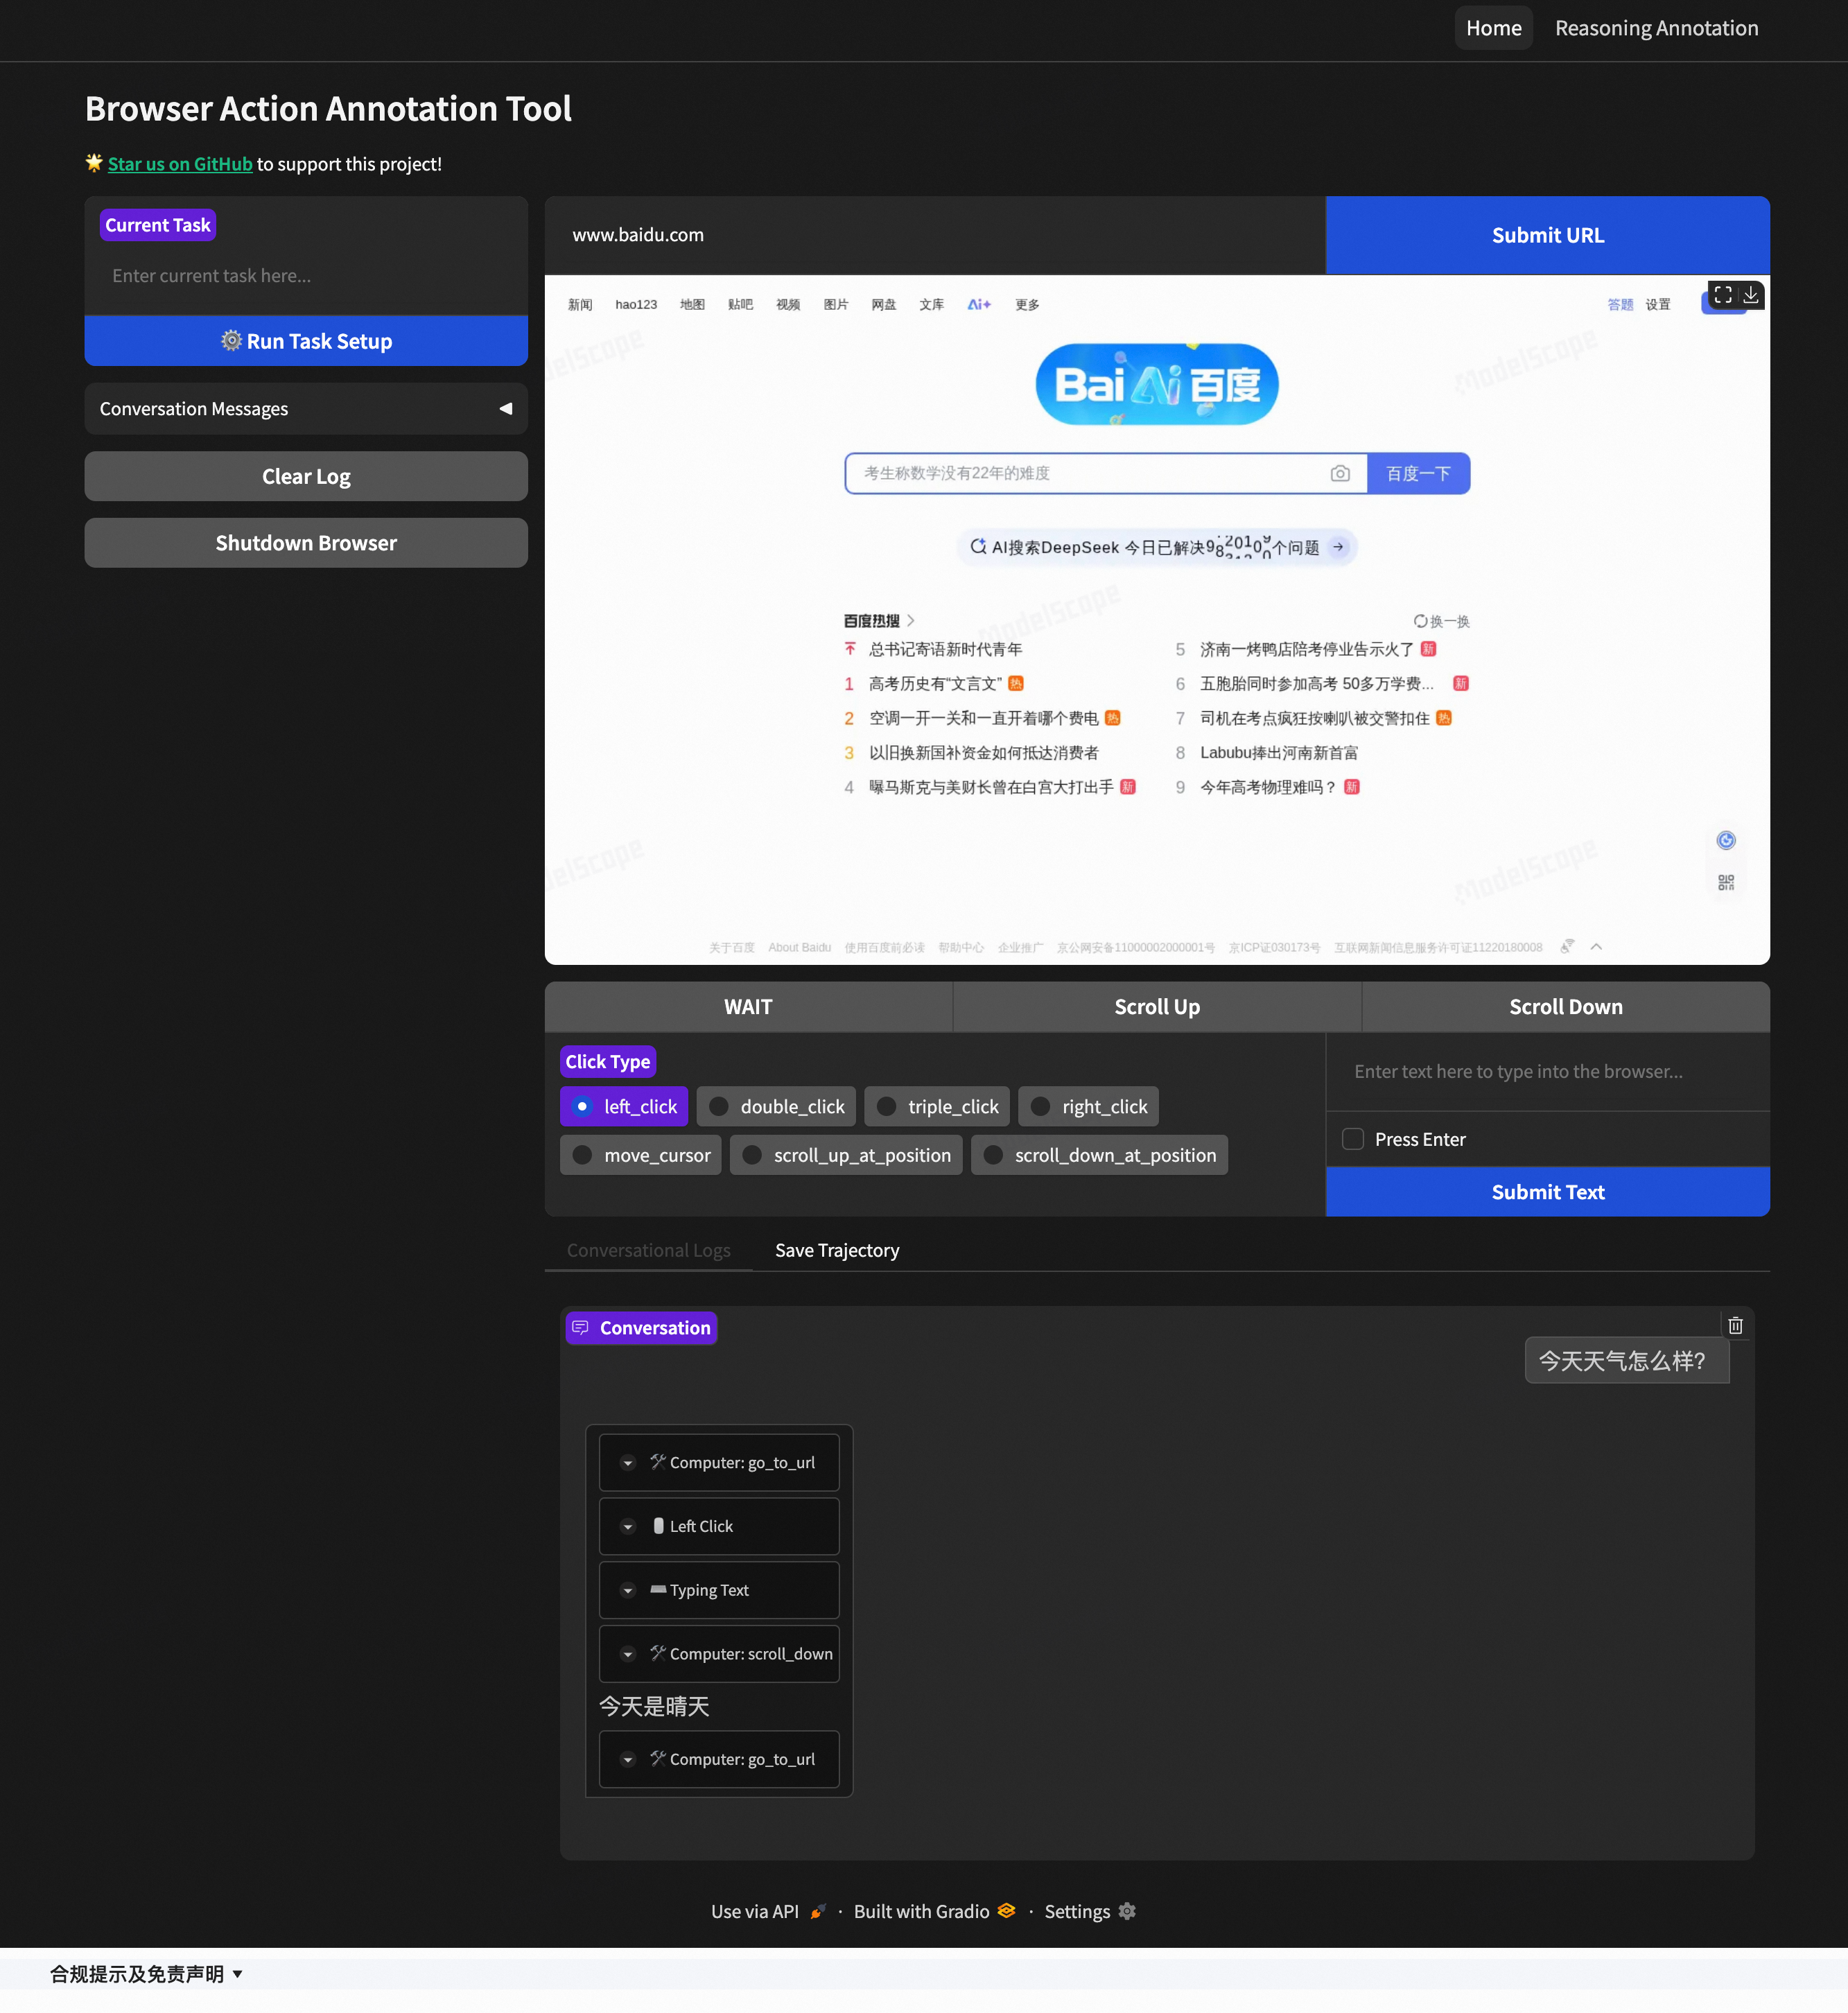 Home Reasoning Annotation
Browser Action Annotation Tool
Star us on GitHub to support this project!
Current Task
Enter current task here...
Run Task Setup
Conversation Messages
Clear Log
Shutdown Browser
www.baidu.com
Submit URL
新闻 hao123 地图 贴吧 视频 图片 网盘 文库 Ai+ 更多 答题 设置
Bai Ai 百度
考生称数学没有22年的难度 百度一下
AI搜索DeepSeek 今日已解决 个问题
百度热搜 换一换
总书记寄语新时代青年
1 高考历史有“文言文” 热
2 空调一开一关和一直开着哪个费电 热
3 以旧换新国补资金如何抵达消费者
4 曝马斯克与美财长曾在白宫大打出手 新
5 济南一烤鸭店陪考停业告示火了 新
6 五胞胎同时参加高考 50多万学费... 新
7 司机在考点疯狂按喇叭被交警扣住 热
8 Labubu捧出河南新首富
9 今年高考物理难吗？ 新
ModelScope
ModelScope
ModelScope
关于百度 About Baidu 使用百度前必读 帮助中心 企业推广 京公网安备11000002000001号 京ICP证030173号 互联网新闻信息服务许可证11220180008
WAIT
Scroll Up
Scroll Down
Click Type
left_click double_click triple_click right_click
move_cursor scroll_up_at_position scroll_down_at_position
Enter text here to type into the browser...
Press Enter
Submit Text
Conversational Logs Save Trajectory
Conversation
今天天气怎么样?
Computer: go_to_url
Left Click
Typing Text
Computer: scroll_down
今天是晴天
Computer: go_to_url
Use via API · Built with Gradio · Settings
合规提示及免责声明